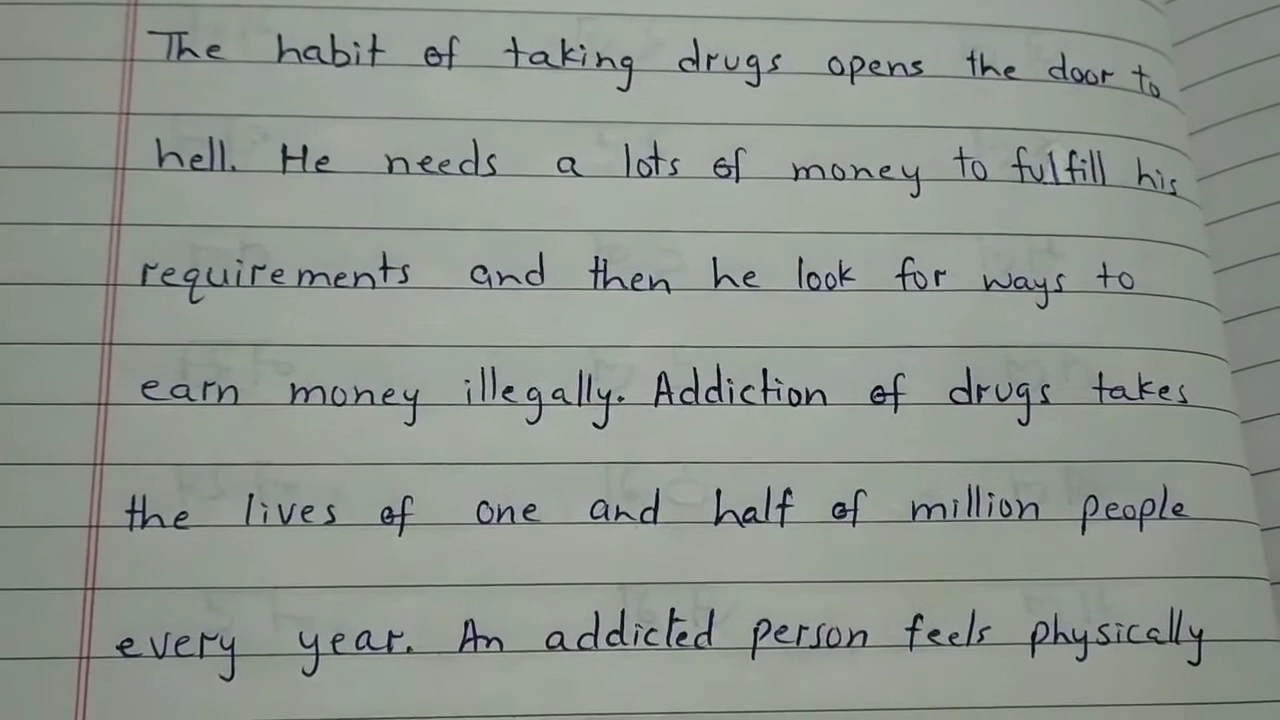 The habit of taking drugs opens the door to
hell. He needs a lots of money to fulfill his
requirements and then he look for ways to
earn money illegally. Addiction of drugs takes
the lives of one and half of million people
every year. An addicted person feels physically